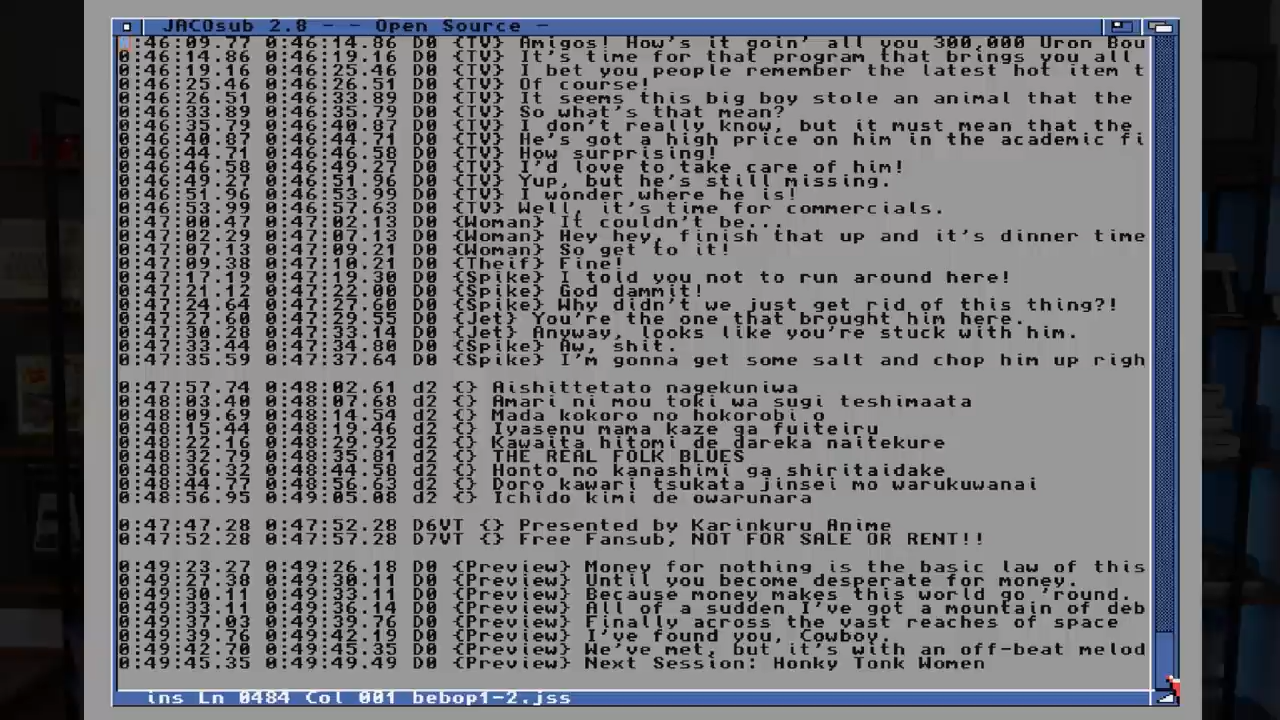 JACOsub 2.8 - - Open Source -
0:46:09.77 0:46:14.86 D0 {TV} Amigos! How's it goin' all you 300,000 Uron Bou
0:46:14.86 0:46:19.16 D0 {TV} It's time for that program that brings you all
0:46:19.16 0:46:25.46 D0 {TV} I bet you people remember the latest hot item t
0:46:25.46 0:46:26.51 D0 {TV} Of course!
0:46:26.51 0:46:33.89 D0 {TV} It seems this big boy stole an animal that the
0:46:33.89 0:46:35.79 D0 {TV} So what's that mean?
0:46:35.79 0:46:40.87 D0 {TV} I don't really know, but it must mean that the
0:46:40.87 0:46:44.71 D0 {TV} He's got a high price on him in the academic fi
0:46:44.71 0:46:46.58 D0 {TV} How surprising!
0:46:46.58 0:46:49.27 D0 {TV} I'd love to take care of him!
0:46:49.27 0:46:51.96 D0 {TV} Yup, but he's still missing.
0:46:51.96 0:46:53.99 D0 {TV} I wonder where he is!
0:46:53.99 0:46:57.63 D0 {TV} Well, it's time for commercials.
0:47:00.47 0:47:02.13 D0 {Woman} It couldn't be...
0:47:02.29 0:47:07.13 D0 {Woman} Hey hey, finish that up and it's dinner time
0:47:07.13 0:47:09.21 D0 {Woman} So get to it!
0:47:09.38 0:47:10.21 D0 {Theif} Fine!
0:47:17.19 0:47:19.30 D0 {Spike} I told you not to run around here!
0:47:21.12 0:47:22.00 D0 {Spike} God dammit!
0:47:24.64 0:47:27.60 D0 {Spike} Why didn't we just get rid of this thing?!
0:47:27.60 0:47:29.55 D0 {Jet} You're the one that brought him here.
0:47:30.28 0:47:33.14 D0 {Jet} Anyway, looks like you're stuck with him.
0:47:33.44 0:47:34.80 D0 {Spike} Aw, shit.
0:47:35.59 0:47:37.64 D0 {Spike} I'm gonna get some salt and chop him up righ
0:47:57.74 0:48:02.61 d2 {} Aishittetato nagekuniwa
0:48:03.40 0:48:07.68 d2 {} Amari ni mou toki wa sugi teshimaata
0:48:09.69 0:48:14.54 d2 {} Mada kokoro no hokorobi o
0:48:15.44 0:48:19.46 d2 {} Iyasenu mama kaze ga fuiteiru
0:48:22.16 0:48:29.92 d2 {} Kawaita hitomi de dareka naitekure
0:48:32.79 0:48:35.81 d2 {} THE REAL FOLK BLUES
0:48:36.32 0:48:44.58 d2 {} Honto no kanashimi ga shiritaidake
0:48:44.77 0:48:56.63 d2 {} Doro kawari tsukata jinsei mo warukuwanai
0:48:56.95 0:49:05.08 d2 {} Ichido kimi de owarunara
0:47:47.28 0:47:52.28 D6VT {} Presented by Karinkuru Anime
0:47:52.28 0:47:57.28 D7VT {} Free Fansub, NOT FOR SALE OR RENT!!
0:49:23.27 0:49:26.18 D0 {Preview} Money for nothing is the basic law of this
0:49:27.38 0:49:30.11 D0 {Preview} Until you become desperate for money.
0:49:30.11 0:49:33.11 D0 {Preview} Because money makes this world go 'round.
0:49:33.11 0:49:36.14 D0 {Preview} All of a sudden I've got a mountain of deb
0:49:37.03 0:49:39.76 D0 {Preview} Finally across the vast reaches of space
0:49:39.76 0:49:42.19 D0 {Preview} I've found you, Cowboy.
0:49:42.70 0:49:45.35 D0 {Preview} We've met, but it's with an off-beat melod
0:49:45.35 0:49:49.49 D0 {Preview} Next Session: Honky Tonk Women
ins Ln 0484 Col 001 bebop1-2.jss